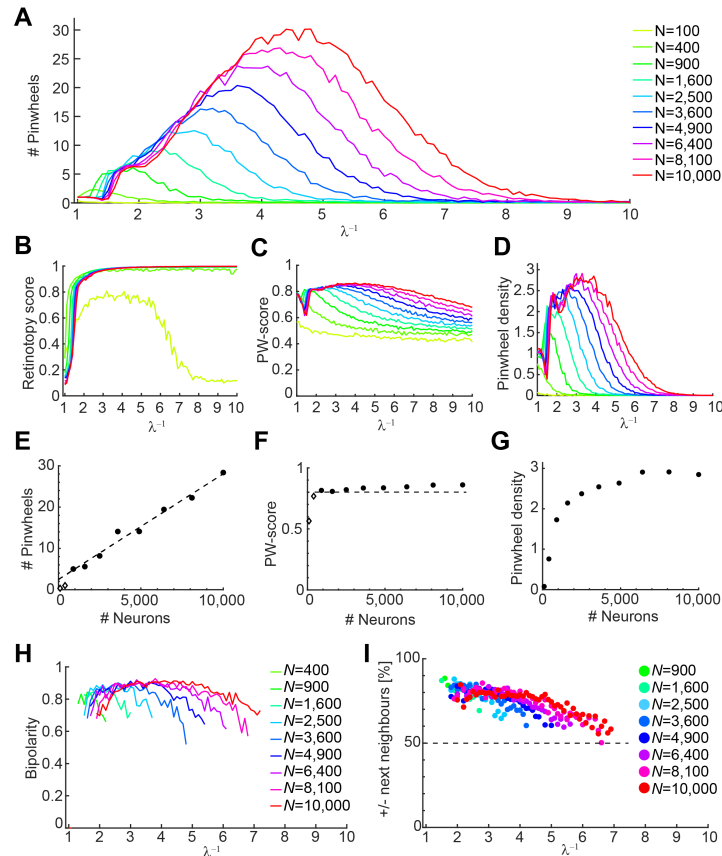 A
# Pinwheels
30
25
20
15
10
5
0
1 2 3 4 5 6 7 8 9 10
λ⁻¹
N=100
N=400
N=900
N=1,600
N=2,500
N=3,600
N=4,900
N=6,400
N=8,100
N=10,000
B
Retinotopy score
1
0.8
0.6
0.4
0.2
0
1 2 3 4 5 6 7 8 9 10
λ⁻¹
C
PW-score
1
0.8
0.6
0.4
0.2
0
1 2 3 4 5 6 7 8 9 10
λ⁻¹
D
Pinwheel density
3
2.5
2
1.5
1
0.5
0
1 2 3 4 5 6 7 8 9 10
λ⁻¹
E
# Pinwheels
30
20
10
0
5,000 10,000
# Neurons
F
PW-score
1
0.5
0
0 5,000 10,000
# Neurons
G
Pinwheel density
3
2
1
0
0 5,000 10,000
# Neurons
H
Bipolarity
1
0.8
0.6
0.4
0.2
0
1 2 3 4 5 6 7 8 9 10
λ⁻¹
N=400
N=900
N=1,600
N=2,500
N=3,600
N=4,900
N=6,400
N=8,100
N=10,000
I
+/- next neighbours [%]
100
50
0
1 2 3 4 5 6 7 8 9 10
λ⁻¹
N=900
N=1,600
N=2,500
N=3,600
N=4,900
N=6,400
N=8,100
N=10,000